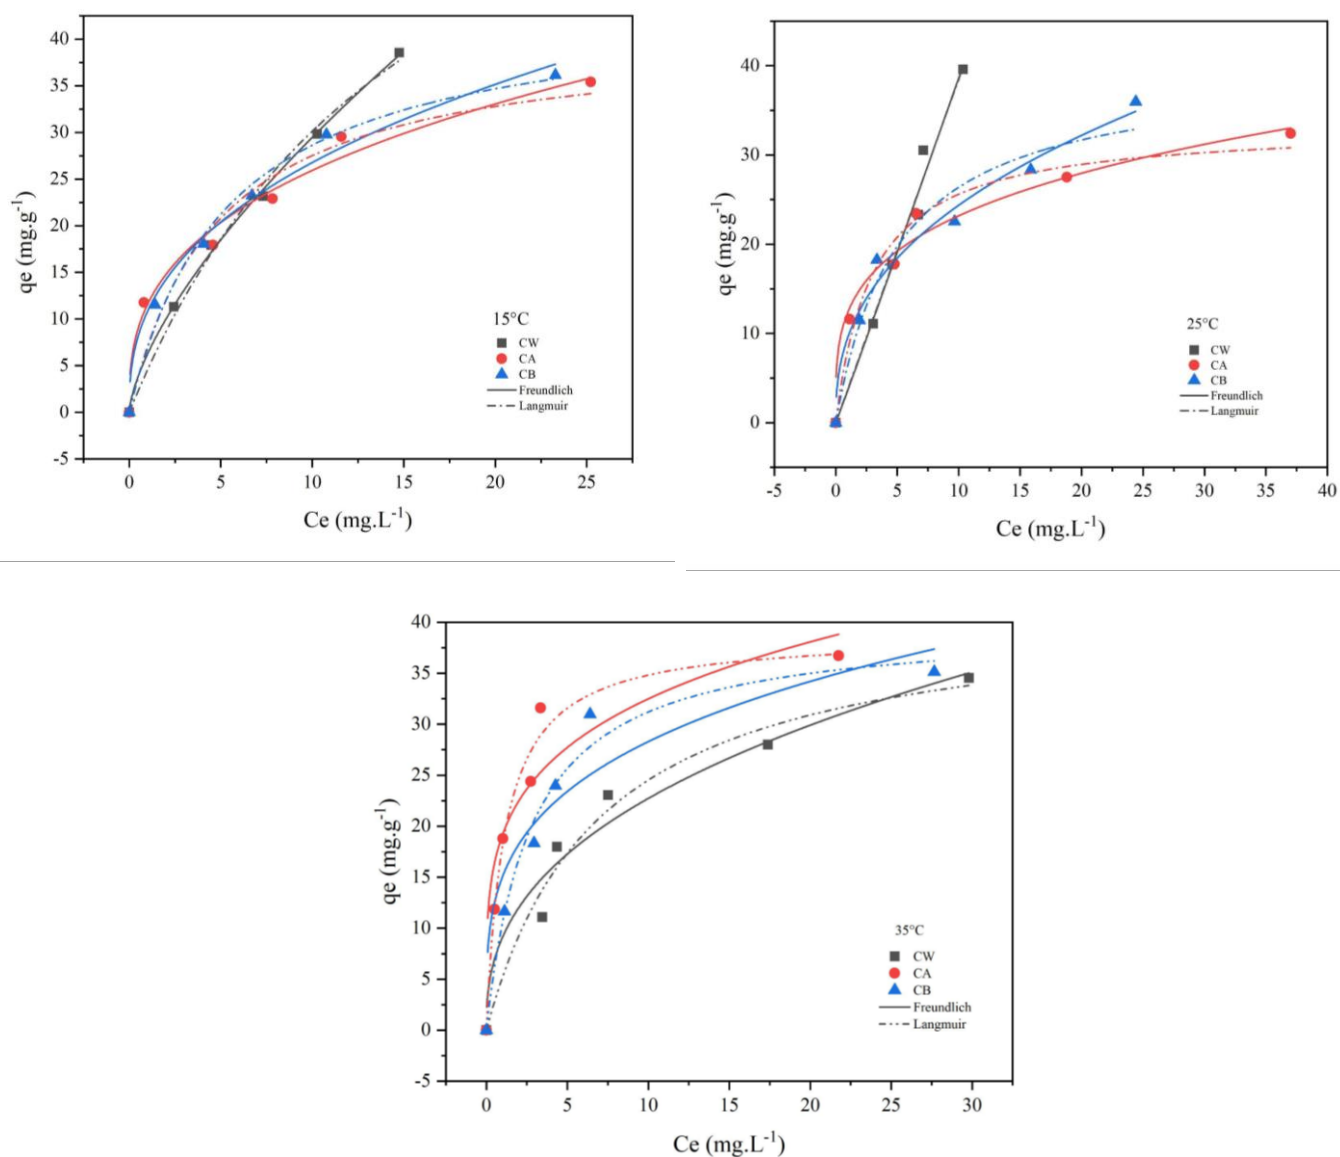 40
35
30
25
20
15
10
5
0
-5
qe (mg.g⁻¹)
0 5 10 15 20 25
Ce (mg.L⁻¹)
15°C
CW
CA
CB
Freundlich
Langmuir
40
30
20
10
0
qe (mg.g⁻¹)
-5 0 5 10 15 20 25 30 35 40
Ce (mg.L⁻¹)
25°C
CW
CA
CB
Freundlich
Langmuir
40
35
30
25
20
15
10
5
0
-5
qe (mg.g⁻¹)
0 5 10 15 20 25 30
Ce (mg.L⁻¹)
35°C
CW
CA
CB
Freundlich
Langmuir